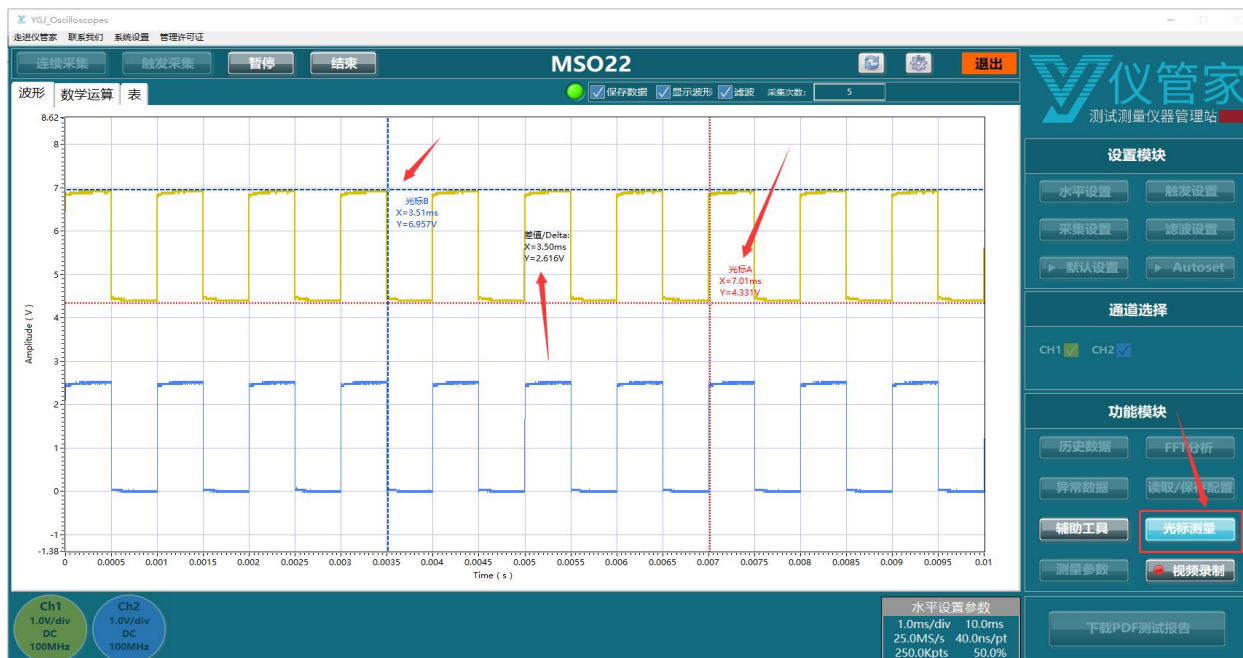 YGJ_Oscilloscopes
走进仪管家 联系我们 系统设置 管理许可证
连续采集 触发采集 暂停 结束 MSO22 退出
波形 数学运算 表 保存数据 显示波形 滤波 采集次数: 5
仪管家
测试测量仪器管理站
设置模块
水平设置 触发设置
采集设置 滤波设置
默认设置 Autoset
通道选择
CH1 CH2
功能模块
历史数据 FFT分析
异常数据 读取/保存配置
辅助工具 光标测量
测量参数 视频录制
下载PDF测试报告
8.62
8
7
6
5
4
3
2
1
0
-1
-1.38
Amplitude ( V )
光标B
X=3.51ms
Y=6.957V
差值/Delta:
X=3.50ms
Y=2.616V
光标A
X=7.01ms
Y=4.331V
0 0.0005 0.001 0.0015 0.002 0.0025 0.003 0.0035 0.004 0.0045 0.005 0.0055 0.006 0.0065 0.007 0.0075 0.008 0.0085 0.009 0.0095 0.01
Time ( s )
Ch1
1.0V/div
DC
100MHz
Ch2
1.0V/div
DC
100MHz
水平设置参数
1.0ms/div 10.0ms
25.0MS/s 40.0ns/pt
250.0Kpts 50.0%